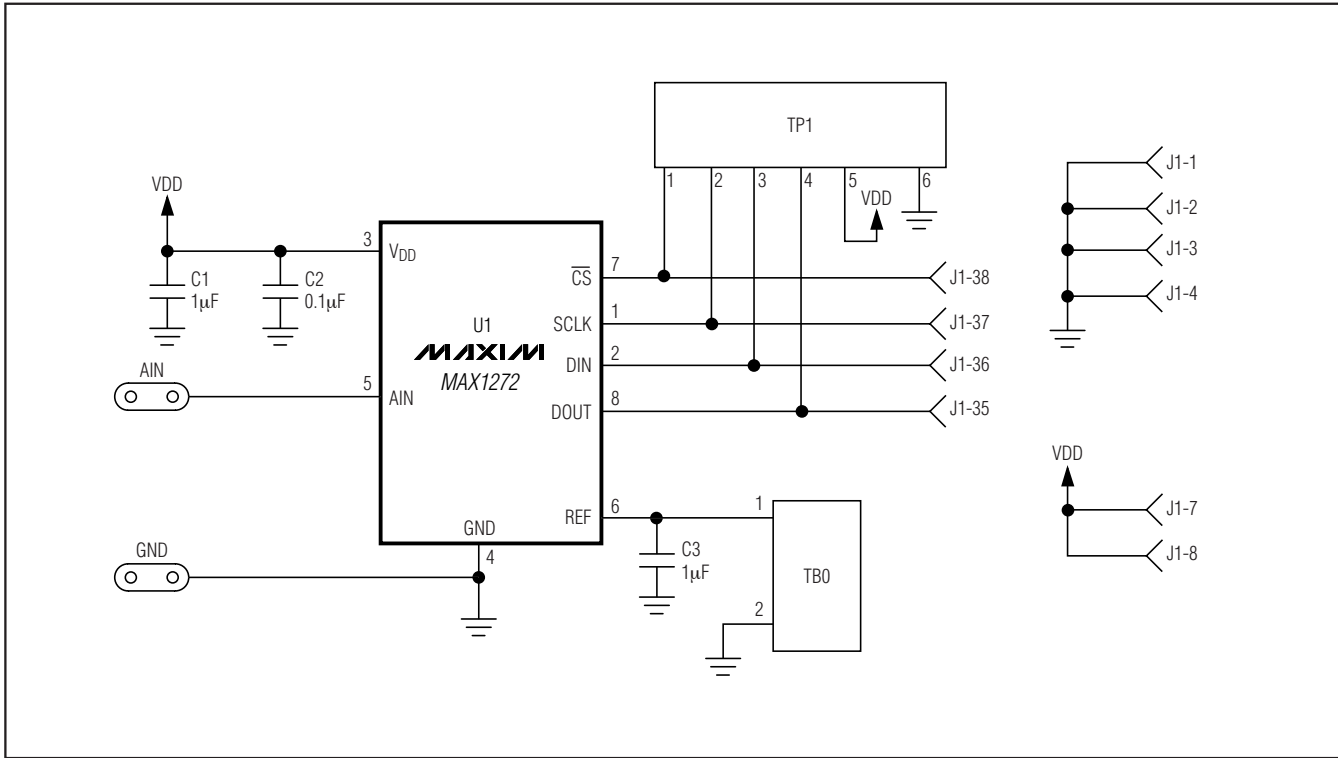 TP1
1 2 3 4 5 6
VDD
VDD
3 VDD
C1
1μF
C2
0.1μF
U1
MAXIM
MAX1272
AIN
5 AIN
CS 7 J1-38
SCLK 1 J1-37
DIN 2 J1-36
DOUT 8 J1-35
REF 6
GND
4
GND
C3
1μF
1
2
TB0
J1-1
J1-2
J1-3
J1-4
VDD
J1-7
J1-8